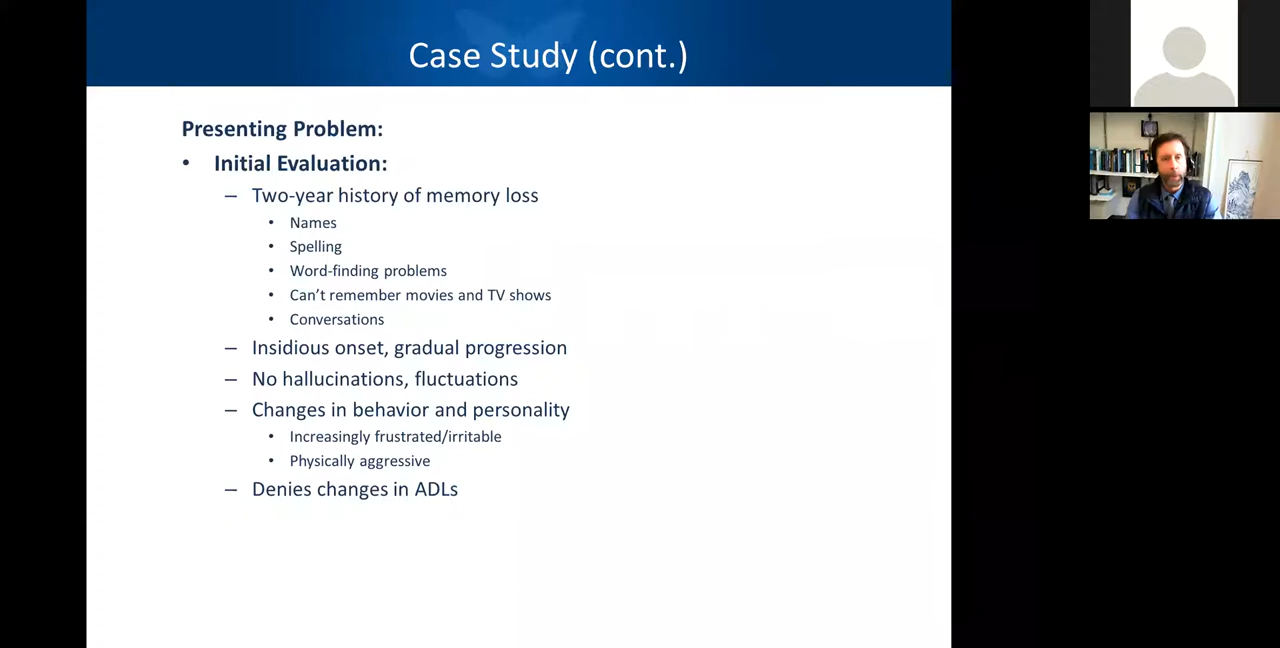 Case Study (cont.)
Presenting Problem:
• Initial Evaluation:
– Two-year history of memory loss
• Names
• Spelling
• Word-finding problems
• Can’t remember movies and TV shows
• Conversations
– Insidious onset, gradual progression
– No hallucinations, fluctuations
– Changes in behavior and personality
• Increasingly frustrated/irritable
• Physically aggressive
– Denies changes in ADLs